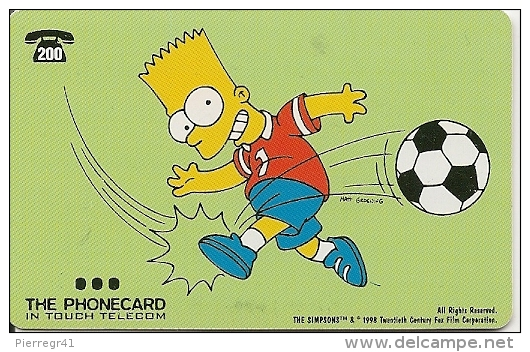 200
7
MATT GROENING
THE PHONECARD
IN TOUCH TELECOM
All Rights Reserved.
THE SIMPSONS™ & © 1998 Twentieth Century Fox Film Corporation.
Pierregr41
delcampe.net